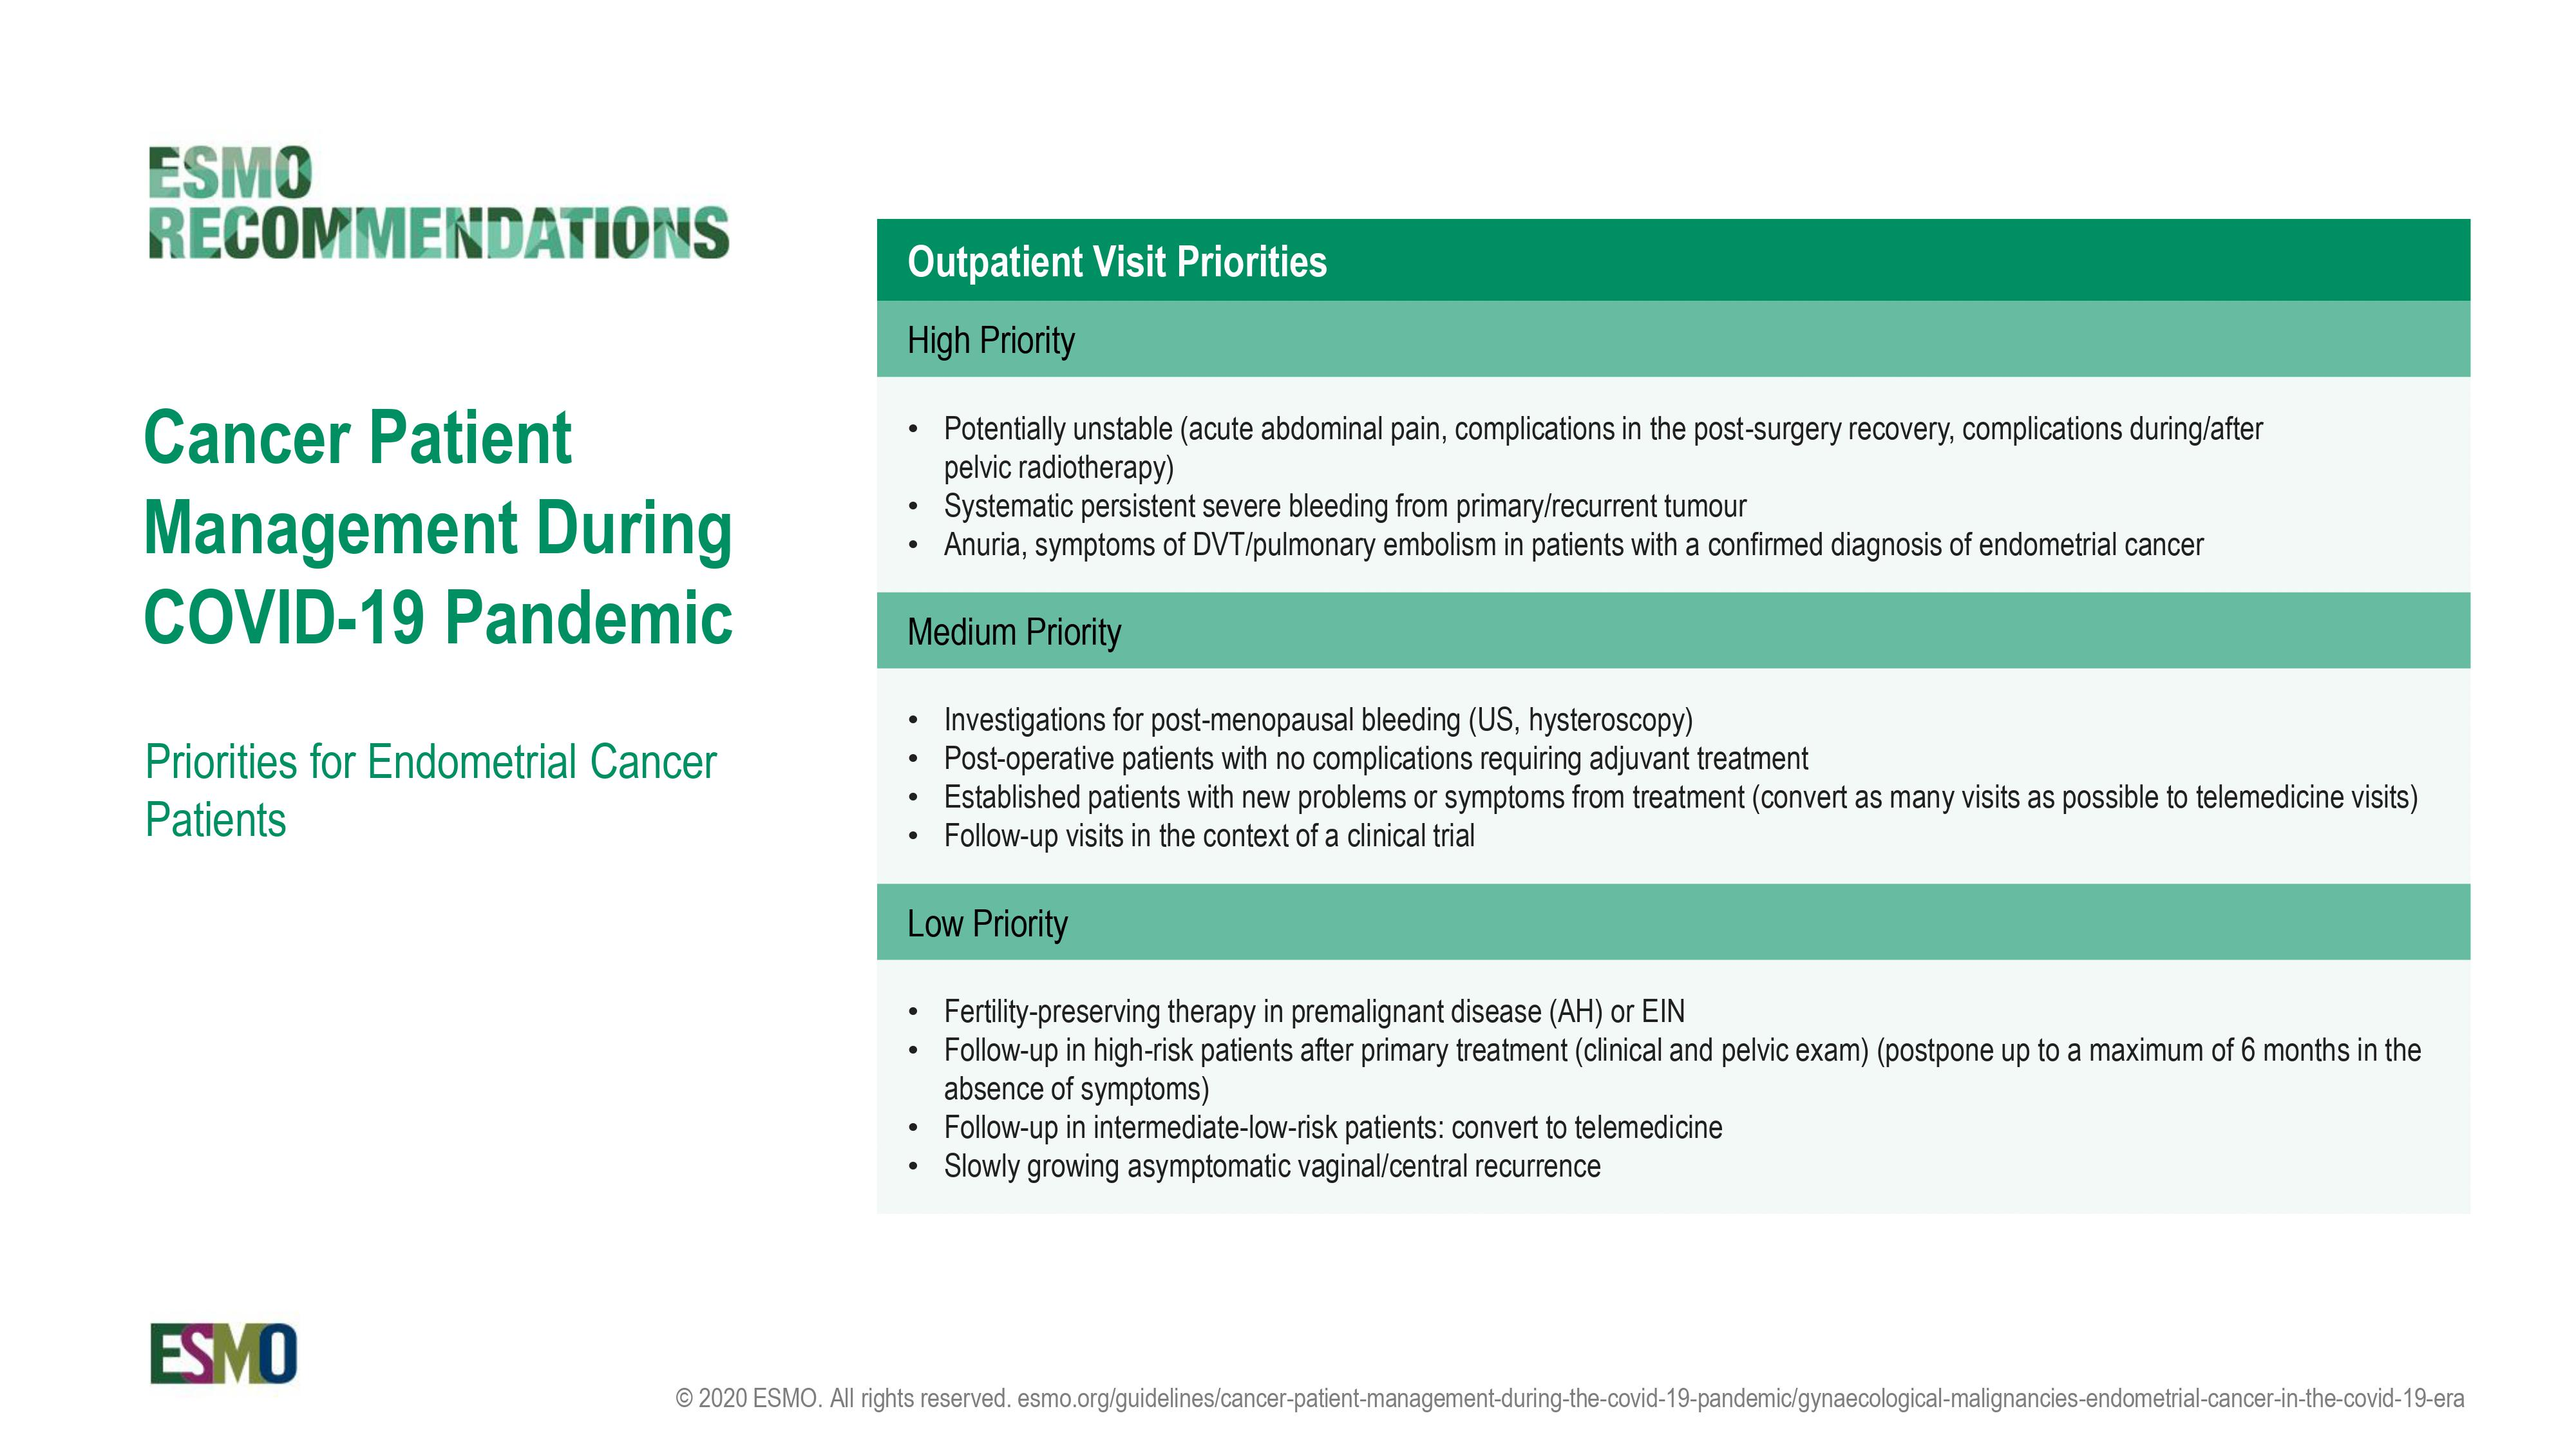 ESMO
RECOMMENDATIONS
Cancer Patient
Management During
COVID-19 Pandemic
Priorities for Endometrial Cancer
Patients
Outpatient Visit Priorities
High Priority
• Potentially unstable (acute abdominal pain, complications in the post-surgery recovery, complications during/after
pelvic radiotherapy)
• Systematic persistent severe bleeding from primary/recurrent tumour
• Anuria, symptoms of DVT/pulmonary embolism in patients with a confirmed diagnosis of endometrial cancer
Medium Priority
• Investigations for post-menopausal bleeding (US, hysteroscopy)
• Post-operative patients with no complications requiring adjuvant treatment
• Established patients with new problems or symptoms from treatment (convert as many visits as possible to telemedicine visits)
• Follow-up visits in the context of a clinical trial
Low Priority
• Fertility-preserving therapy in premalignant disease (AH) or EIN
• Follow-up in high-risk patients after primary treatment (clinical and pelvic exam) (postpone up to a maximum of 6 months in the
absence of symptoms)
• Follow-up in intermediate-low-risk patients: convert to telemedicine
• Slowly growing asymptomatic vaginal/central recurrence
ESMO
© 2020 ESMO. All rights reserved. esmo.org/guidelines/cancer-patient-management-during-the-covid-19-pandemic/gynaecological-malignancies-endometrial-cancer-in-the-covid-19-era